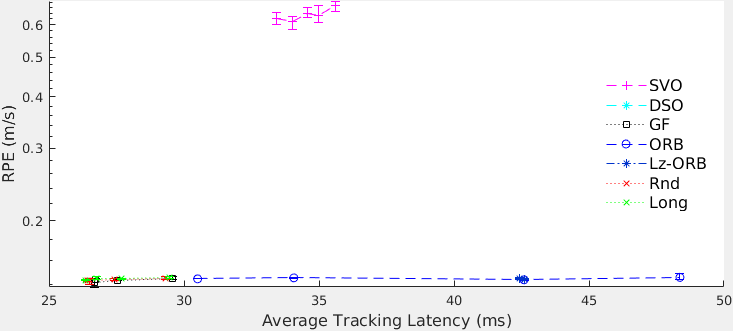 0.6
0.5
0.4
0.3
0.2
RPE (m/s)
25 30 35 40 45 50
Average Tracking Latency (ms)
SVO
DSO
GF
ORB
Lz-ORB
Rnd
Long